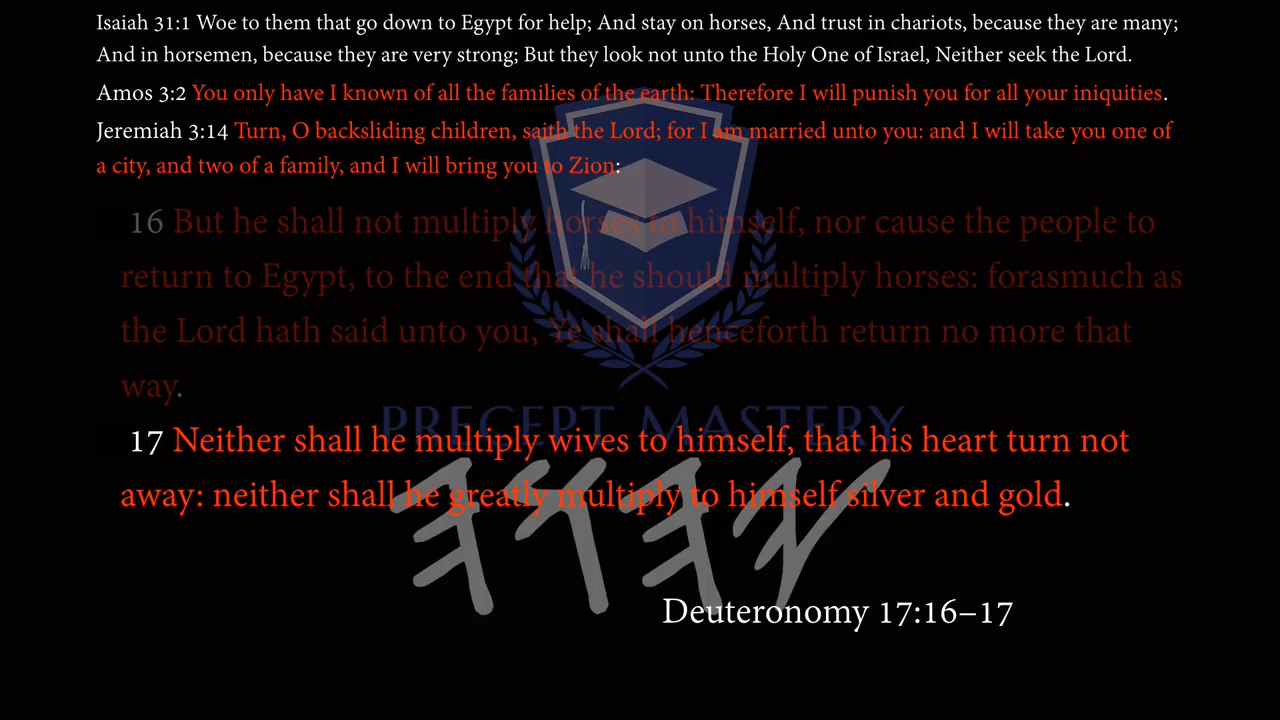 Isaiah 31:1 Woe to them that go down to Egypt for help; And stay on horses, And trust in chariots, because they are many;
And in horsemen, because they are very strong; But they look not unto the Holy One of Israel, Neither seek the Lord.
Amos 3:2 You only have I known of all the families of the earth: Therefore I will punish you for all your iniquities.
Jeremiah 3:14 Turn, O backsliding children, saith the Lord; for I am married unto you: and I will take you one of
a city, and two of a family, and I will bring you to Zion:
16 But he shall not multiply horses to himself, nor cause the people to
return to Egypt, to the end that he should multiply horses: forasmuch as
the Lord hath said unto you, Ye shall henceforth return no more that
way.
PRECEPT MASTERY
17 Neither shall he multiply wives to himself, that his heart turn not
away: neither shall he greatly multiply to himself silver and gold.
𐤉𐤄𐤅𐤄
Deuteronomy 17:16–17